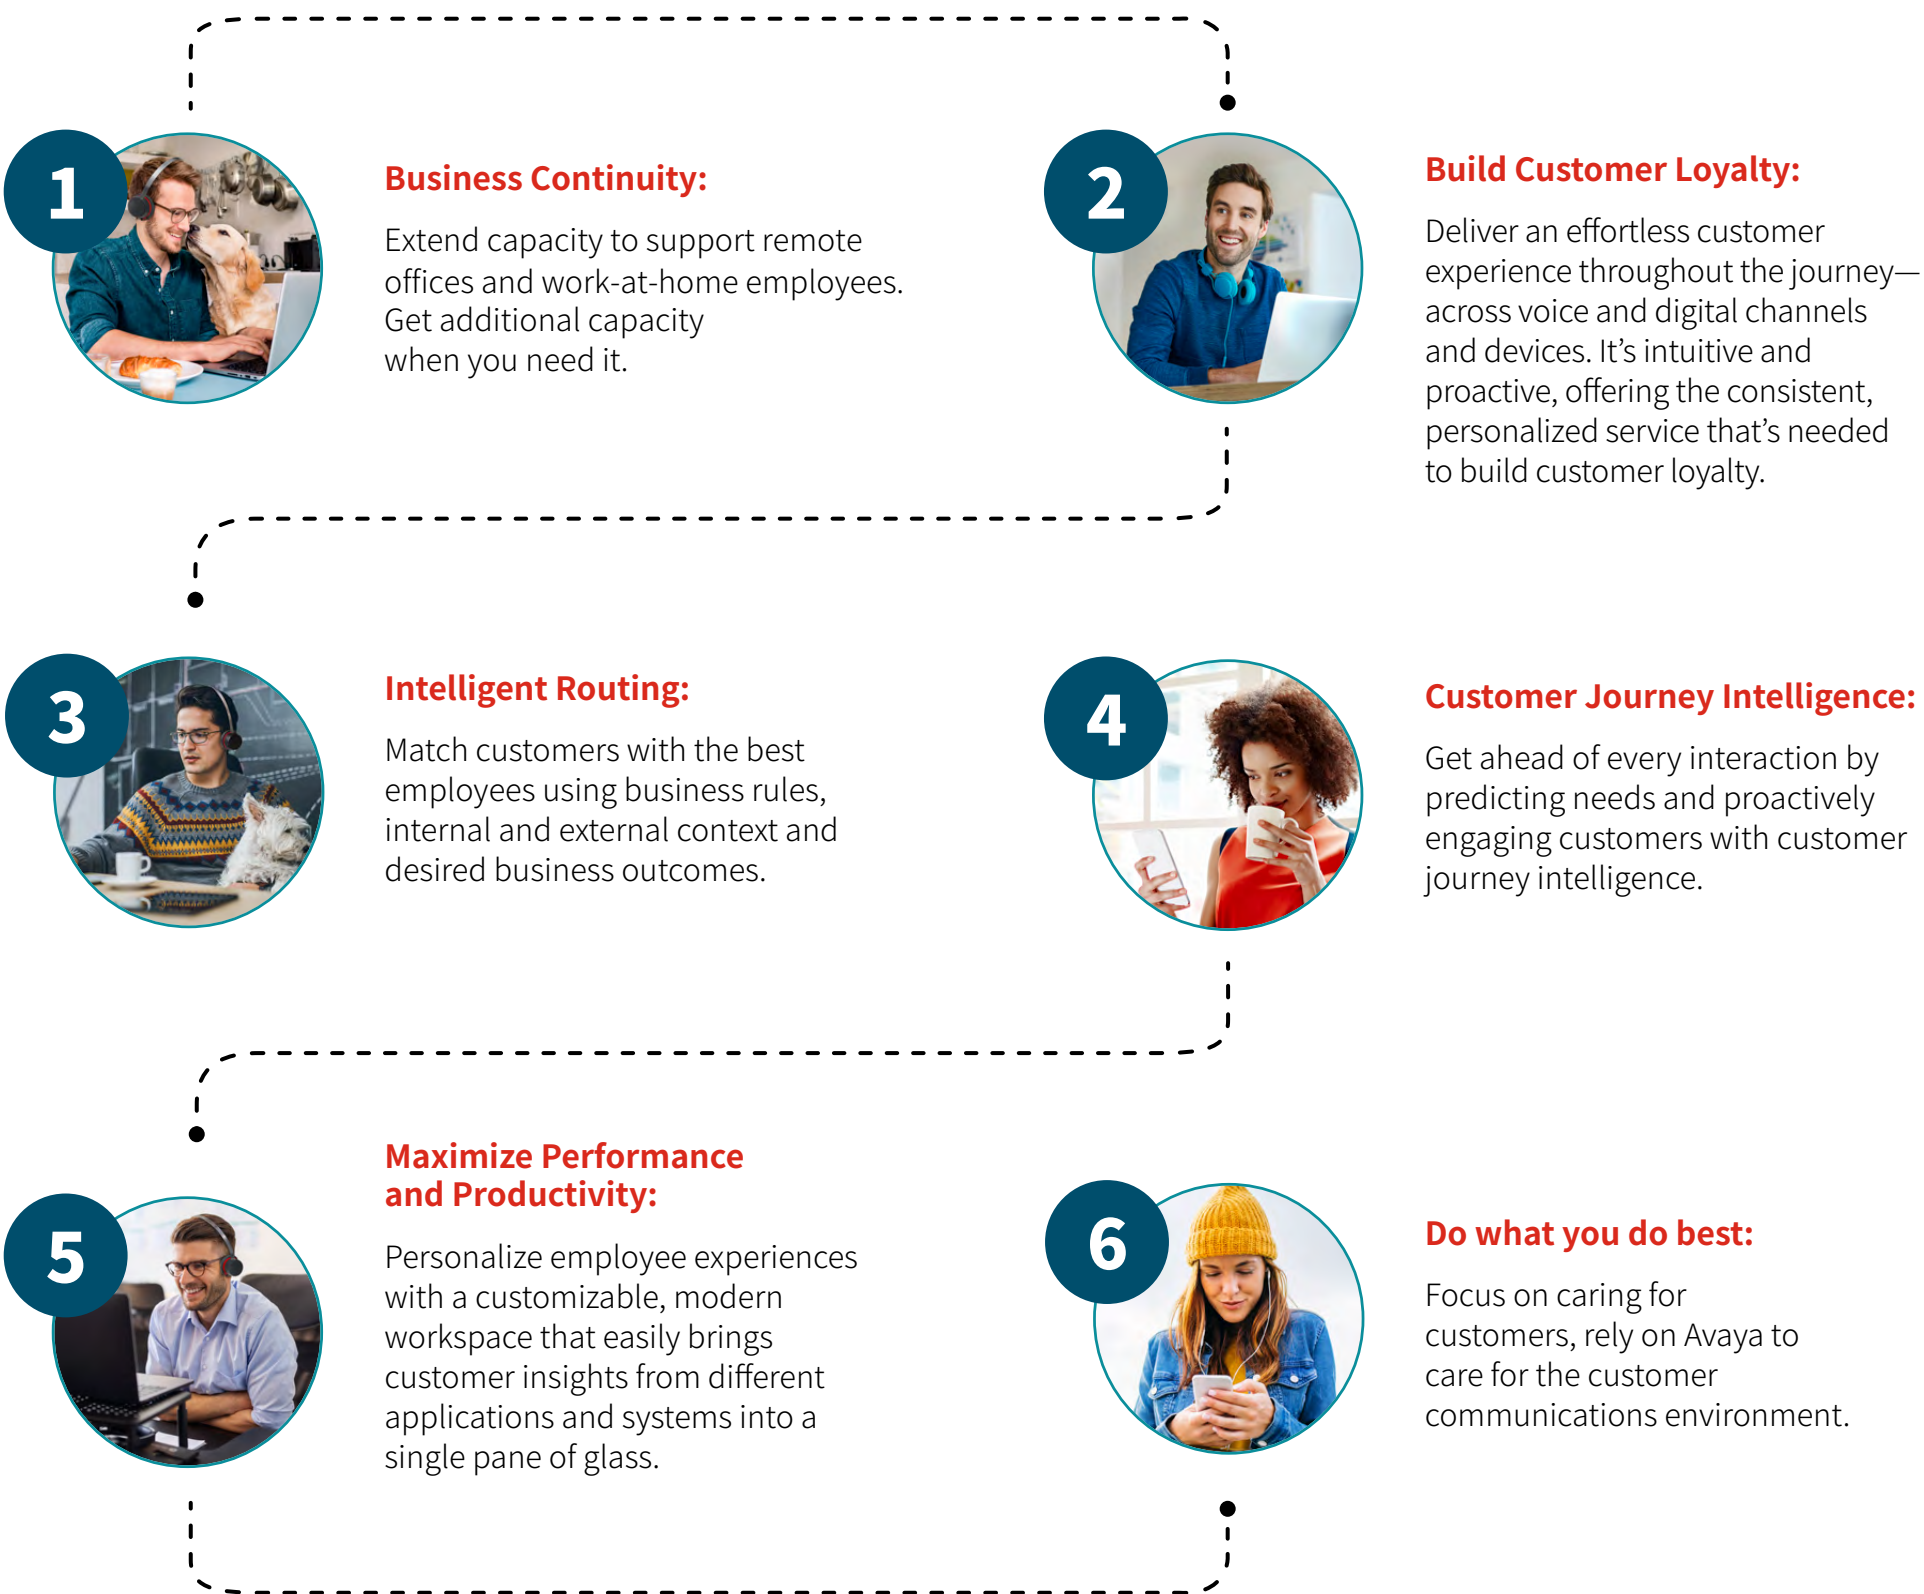 1
Business Continuity:
Extend capacity to support remote
offices and work-at-home employees.
Get additional capacity
when you need it.
2
Build Customer Loyalty:
Deliver an effortless customer
experience throughout the journey—
across voice and digital channels
and devices. It’s intuitive and
proactive, offering the consistent,
personalized service that’s needed
to build customer loyalty.
3
Intelligent Routing:
Match customers with the best
employees using business rules,
internal and external context and
desired business outcomes.
4
Customer Journey Intelligence:
Get ahead of every interaction by
predicting needs and proactively
engaging customers with customer
journey intelligence.
5
Maximize Performance
and Productivity:
Personalize employee experiences
with a customizable, modern
workspace that easily brings
customer insights from different
applications and systems into a
single pane of glass.
6
Do what you do best:
Focus on caring for
customers, rely on Avaya to
care for the customer
communications environment.